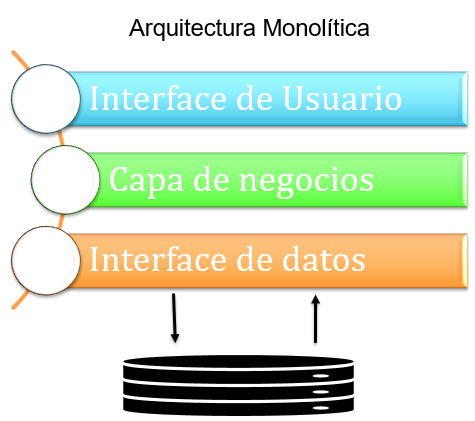 Arquitectura Monolítica
Interface de Usuario
Capa de negocios
Interface de datos